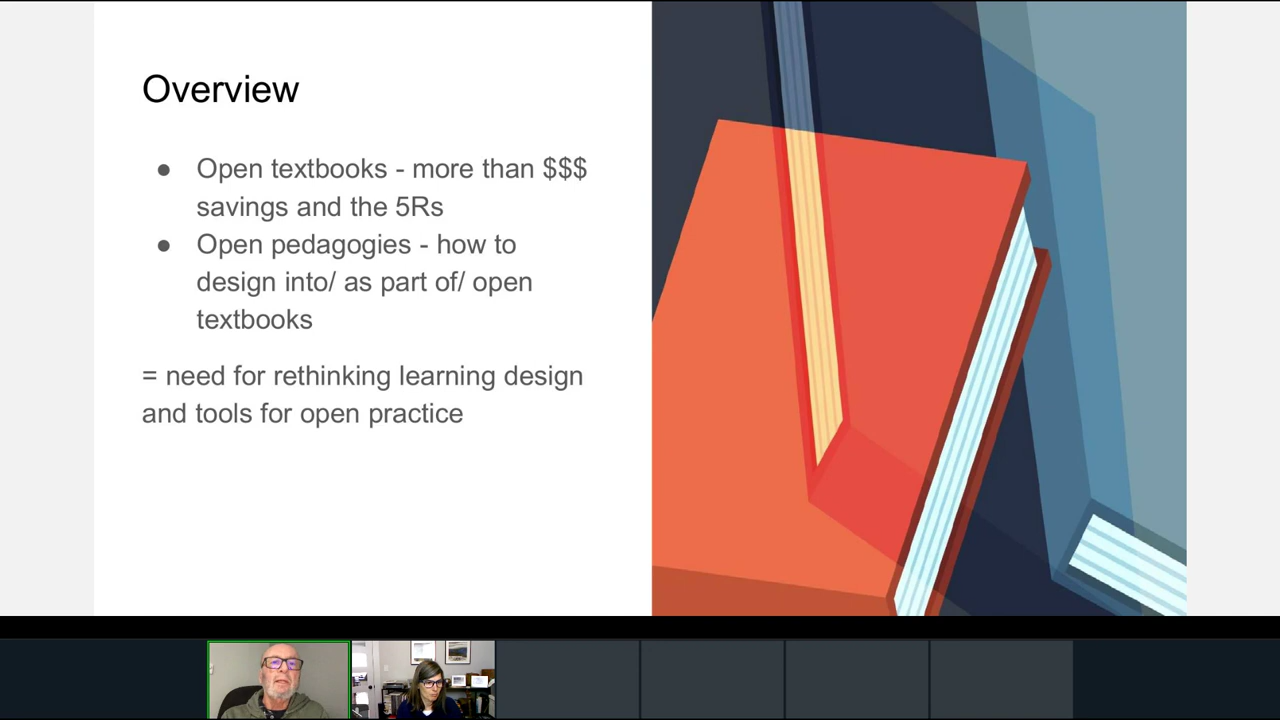 Overview
● Open textbooks - more than $$$
savings and the 5Rs
● Open pedagogies - how to
design into/ as part of/ open
textbooks
= need for rethinking learning design
and tools for open practice